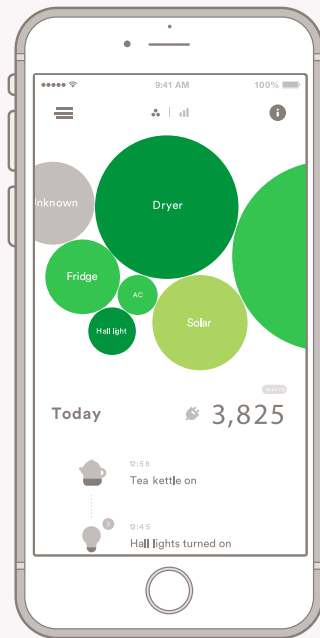 9:41 AM
100%
Unknown
Dryer
Fridge
AC
Hall light
Solar
WATTS
Today
3,825
12:58
Tea kettle on
12:45
Hall lights turned on